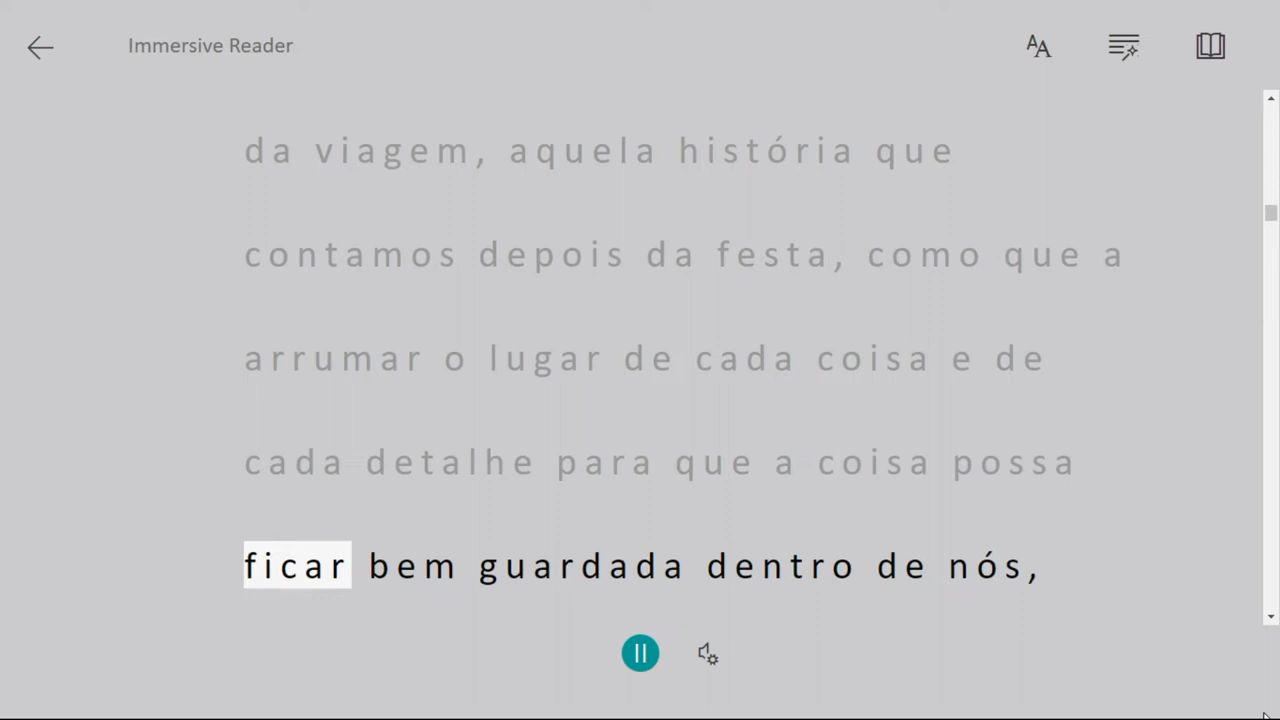 Immersive Reader
da viagem, aquela história que
contamos depois da festa, como que a
arrumar o lugar de cada coisa e de
cada detalhe para que a coisa possa
ficar bem guardada dentro de nós,